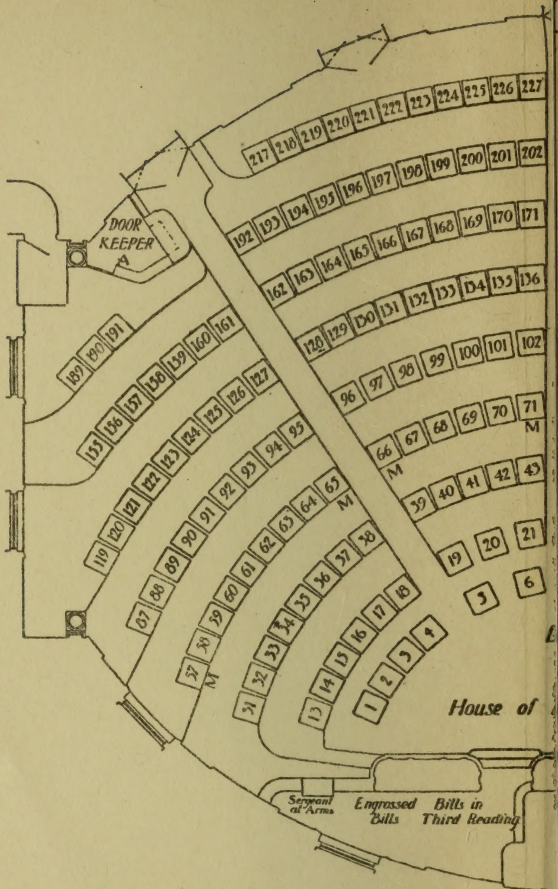 217 218 219 220 221 222 223 224 225 226 227
192 193 194 195 196 197 198 199 200 201 202
162 163 164 165 166 167 168 169 170 171
128 129 130 131 132 133 134 135 136
96 97 98 99 100 101 102
66 67 68 69 70 71
M M
39 40 41 42 43
19 20 21
5 6
DOOR
KEEPER
A
189 190 191
155 156 157 158 159 160 161
119 120 121 122 123 124 125 126 127
87 88 89 90 91 92 93 94 95
57 58 59 60 61 62 63 64 65
M M
31 32 33 34 35 36 37 38
13 14 15 16 17 18
1 2 3 4
House of
Sergeant
at Arms
Engrossed
Bills
Bills in
Third Reading